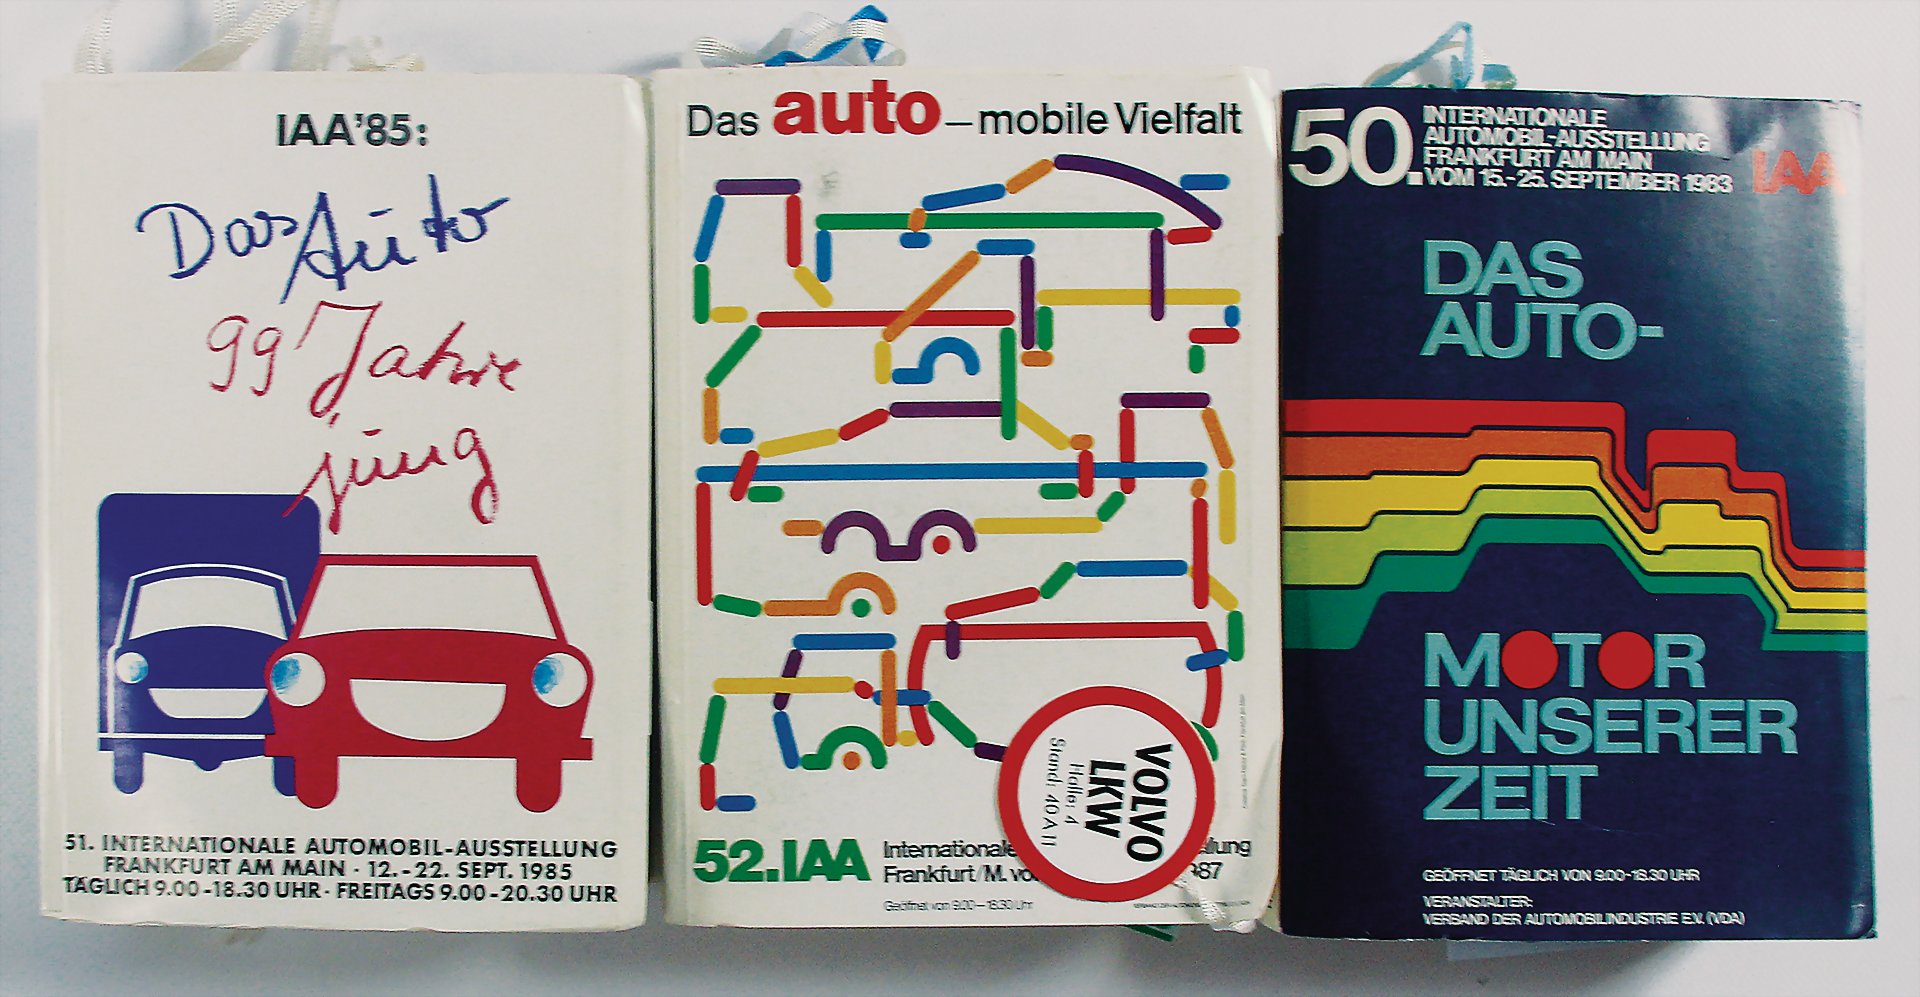 IAA'85:
Das Auto
99 Jahre
jung
51. INTERNATIONALE AUTOMOBIL-AUSSTELLUNG
FRANKFURT AM MAIN · 12.-22. SEPT. 1985
TÄGLICH 9.00-18.30 UHR · FREITAGS 9.00-20.30 UHR
Das auto – mobile Vielfalt
VOLVO
LKW
Halle: 4
Stand: 40 A 11
52. IAA
Internationale
Frankfurt/M.
Geöffnet von 9.00 – 18.30 Uhr
50.
INTERNATIONALE
AUTOMOBIL-AUSSTELLUNG
FRANKFURT AM MAIN
VOM 15.-25. SEPTEMBER 1983
IAA
DAS
AUTO-
MOTOR
UNSERER
ZEIT
GEÖFFNET TÄGLICH VON 9.00-18.30 UHR
VERANSTALTER:
VERBAND DER AUTOMOBILINDUSTRIE E.V. (VDA)